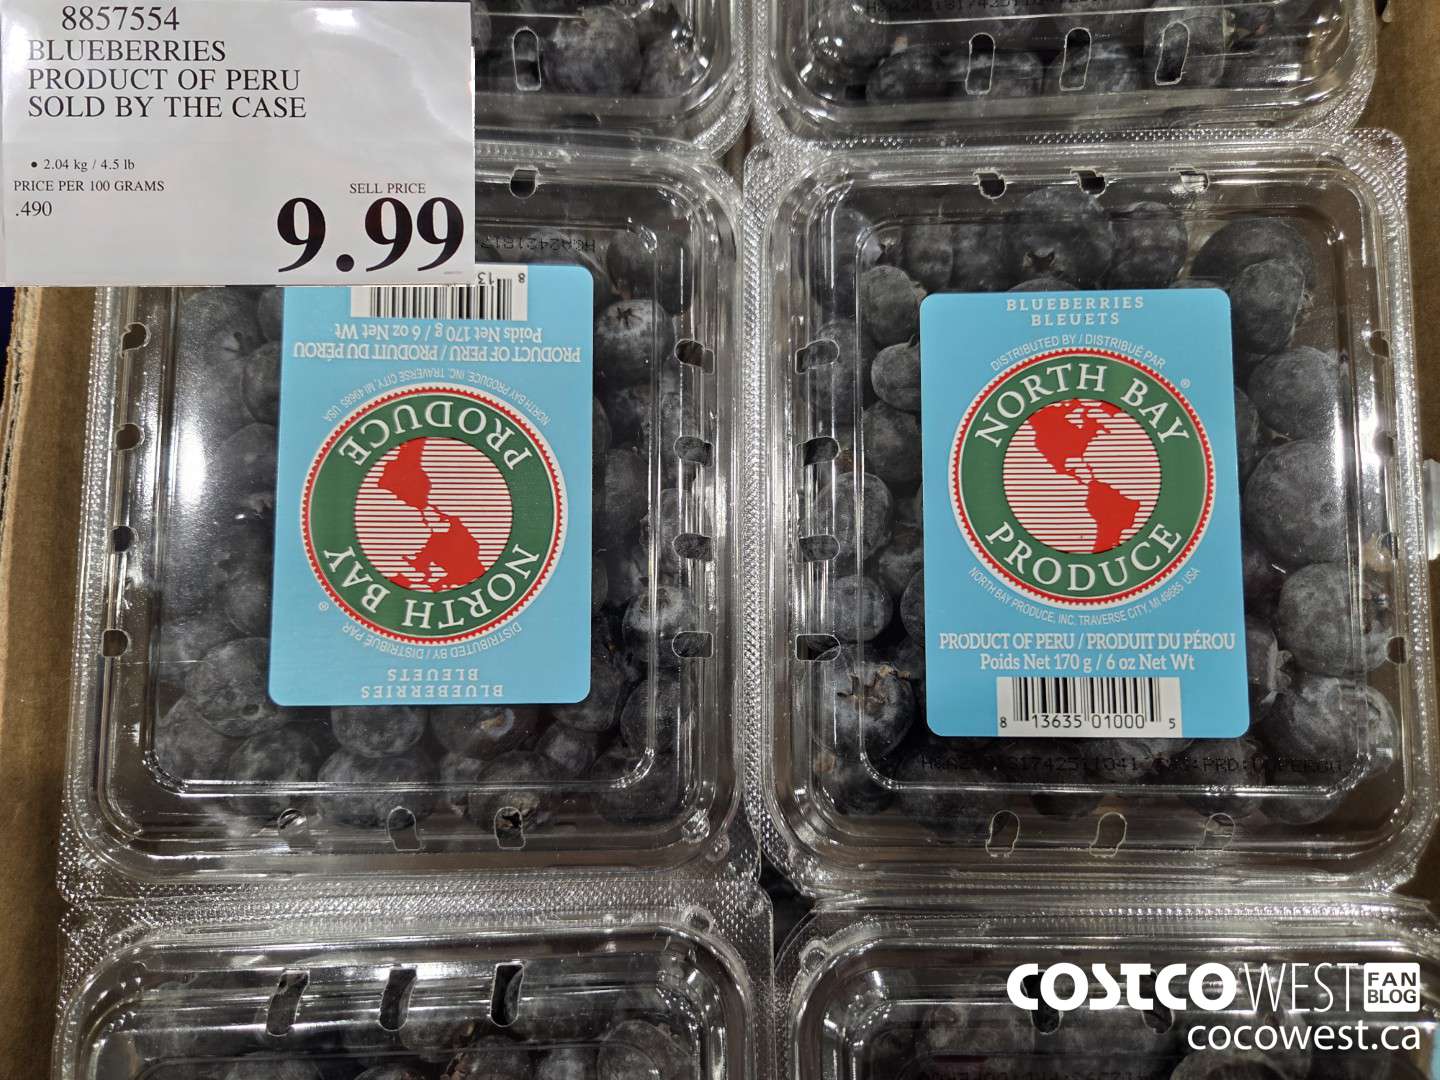 8857554
BLUEBERRIES
PRODUCT OF PERU
SOLD BY THE CASE
• 2.04 kg / 4.5 lb
PRICE PER 100 GRAMS
.490
SELL PRICE
9.99
8 13
Poids Net 170 g / 6 oz Net Wt
PRODUCT OF PERU / PRODUIT DU PÉROU
NORTH BAY PRODUCE, INC. TRAVERSE CITY, MI 49685 USA
NORTH BAY
PRODUCE
®
DISTRIBUTED BY / DISTRIBUÉ PAR
BLEUETS
BLUEBERRIES
BLUEBERRIES
BLEUETS
DISTRIBUTED BY / DISTRIBUÉ PAR
®
NORTH BAY
PRODUCE
NORTH BAY PRODUCE, INC. TRAVERSE CITY, MI 49685 USA
PRODUCT OF PERU / PRODUIT DU PÉROU
Poids Net 170 g / 6 oz Net Wt
8 13635 01000 5
COSTCO WEST FAN BLOG
cocowest.ca